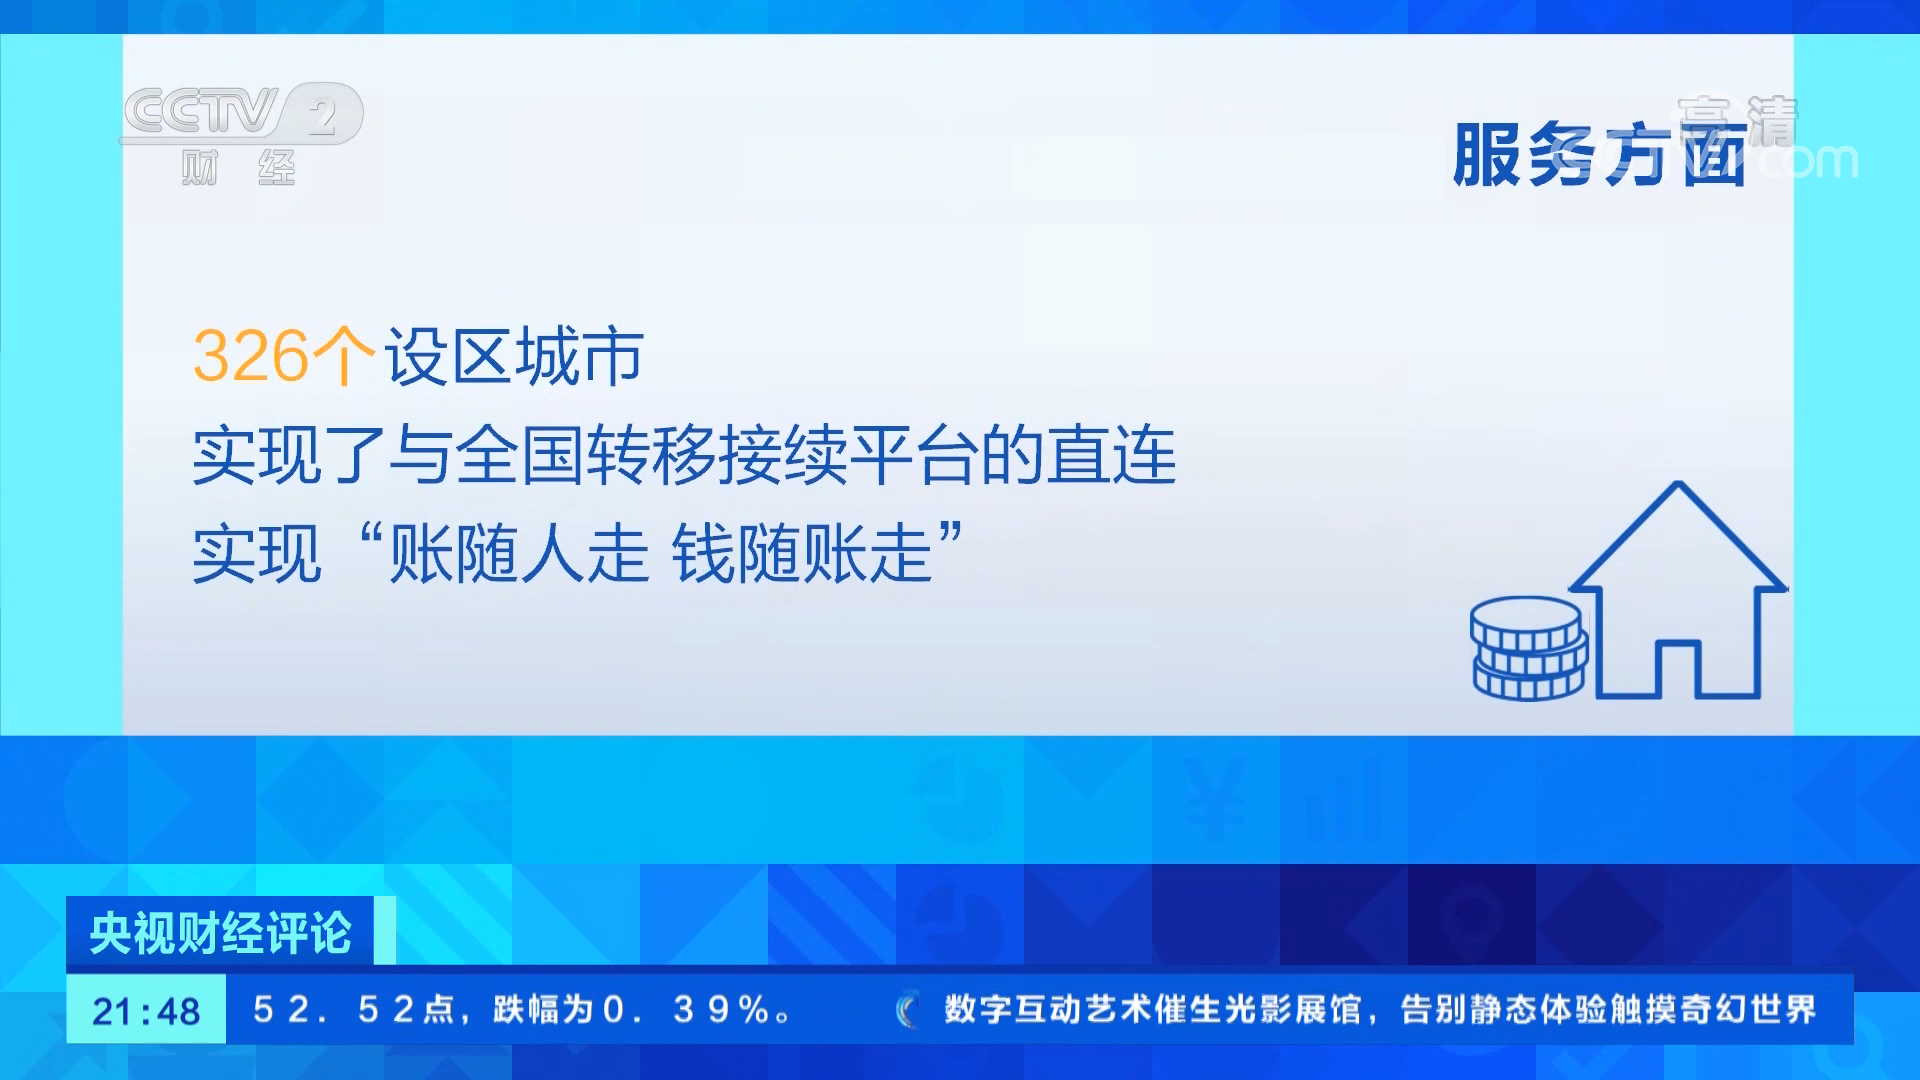 CCTV 2
财 经
高清
CCTV.com
服务方面
326个设区城市
实现了与全国转移接续平台的直连
实现“账随人走 钱随账走”
央视财经评论
21:48
５２．５２点，跌幅为０．３９％。 数字互动艺术催生光影展馆，告别静态体验触摸奇幻世界